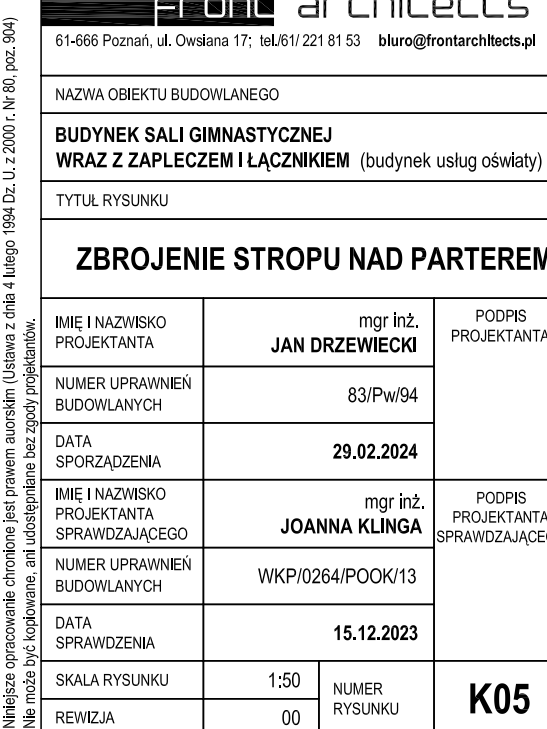 Front architects
61-666 Poznań, ul. Owsiana 17; tel./61/ 221 81 53 biuro@frontarchitects.pl
NAZWA OBIEKTU BUDOWLANEGO
BUDYNEK SALI GIMNASTYCZNEJ
WRAZ Z ZAPLECZEM I ŁĄCZNIKIEM (budynek usług oświaty)
TYTUŁ RYSUNKU
ZBROJENIE STROPU NAD PARTEREM
IMIĘ I NAZWISKO
PROJEKTANTA
mgr inż.
JAN DRZEWIECKI
PODPIS
PROJEKTANTA
NUMER UPRAWNIEŃ
BUDOWLANYCH
83/Pw/94
DATA
SPORZĄDZENIA
29.02.2024
IMIĘ I NAZWISKO
PROJEKTANTA
SPRAWDZAJĄCEGO
mgr inż.
JOANNA KLINGA
PODPIS
PROJEKTANTA
SPRAWDZAJĄCEG
NUMER UPRAWNIEŃ
BUDOWLANYCH
WKP/0264/POOK/13
DATA
SPRAWDZENIA
15.12.2023
SKALA RYSUNKU
1:50
NUMER
RYSUNKU
K05
REWIZJA
00
Niniejsze opracowanie chronione jest prawem auorskim (Ustawa z dnia 4 lutego 1994 Dz. U. z 2000 r. Nr 80, poz. 904)
Nie może być kopiowane, ani udostępniane bez zgody projektantów.